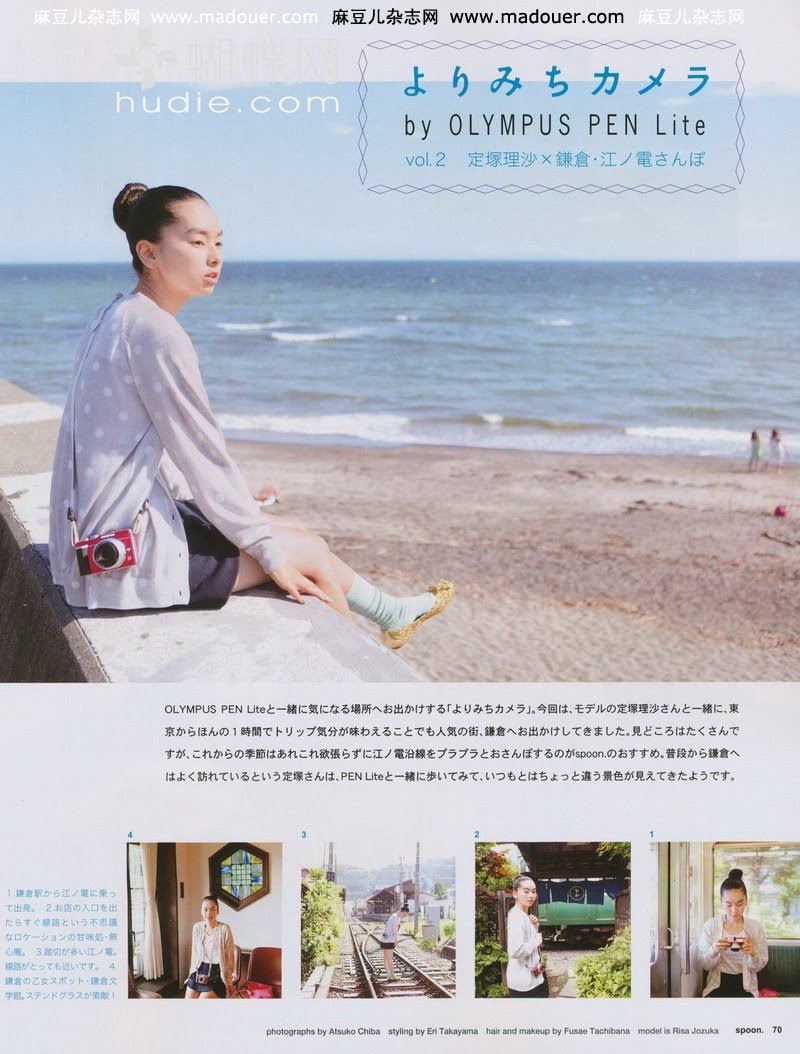 麻豆儿杂志网 www.madouer.com 麻豆儿杂志网 www.madouer.com 麻豆儿杂志网 www.madouer.com
蝴蝶网
hudie.com
よりみちカメラ
by OLYMPUS PEN Lite
vol.2 定塚理沙×鎌倉・江ノ電さんぽ
OLYMPUS PEN Liteと一緒に気になる場所へお出かけする「よりみちカメラ」。今回は、モデルの定塚理沙さんと一緒に、東
京からほんの1時間でトリップ気分が味わえることでも人気の街、鎌倉へお出かけしてきました。見どころはたくさんで
すが、これからの季節はあれこれ欲張らずに江ノ電沿線をプラプラとおさんぽするのがspoon.のおすすめ。普段から鎌倉へ
はよく訪れているという定塚さんは、PEN Liteと一緒に歩いてみて、いつもとはちょっと違う景色が見えてきたようです。
4
3
2
1
1.鎌倉駅から江ノ電に乗っ
て出発。 2.お店の入口を出
たらすぐ線路という不思議
なロケーションの甘味処・無
心庵。 3.踏切が多い江ノ電。
線路がとっても近いです。 4.
鎌倉の乙女スポット・鎌倉文
学館。ステンドグラスが素敵!
photographs by Atsuko Chiba styling by Eri Takayama hair and makeup by Fusae Tachibana model is Risa Jozuka spoon. 70